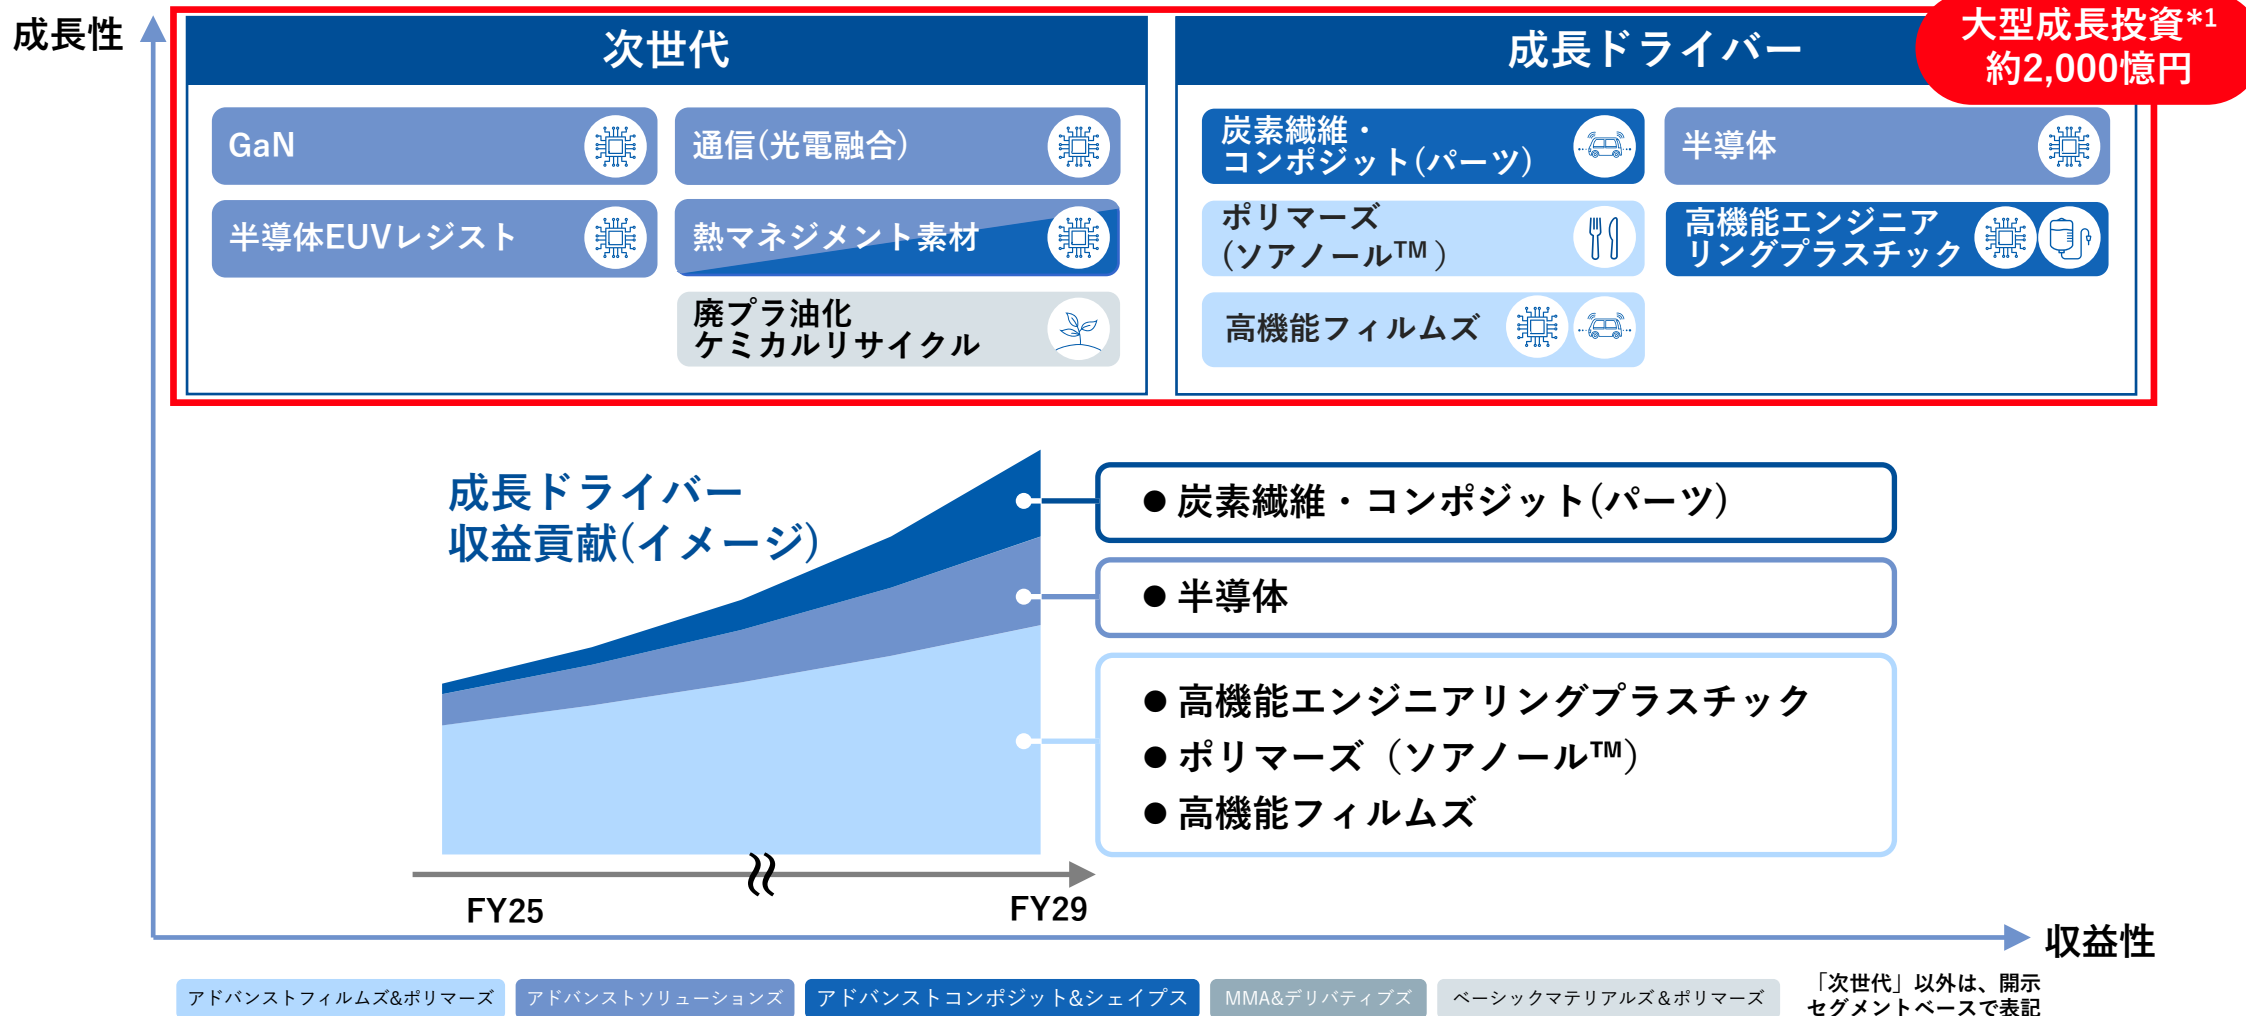 成長性
次世代
成長ドライバー
大型成長投資*1
約2,000憶円
GaN
通信(光電融合)
半導体EUVレジスト
熱マネジメント素材
廃プラ油化
ケミカルリサイクル
炭素繊維・
コンポジット(パーツ)
半導体
ポリマーズ
(ソアノール™)
高機能エンジニア
リングプラスチック
高機能フィルムズ
成長ドライバー
収益貢献(イメージ)
●炭素繊維・コンポジット(パーツ)
●半導体
●高機能エンジニアリングプラスチック
●ポリマーズ（ソアノール™）
●高機能フィルムズ
FY25
FY29
収益性
アドバンストフィルムズ&ポリマーズ
アドバンストソリューションズ
アドバンストコンポジット&シェイプス
MMA&デリバティブズ
ベーシックマテリアルズ＆ポリマーズ
「次世代」以外は、開示
セグメントベースで表記